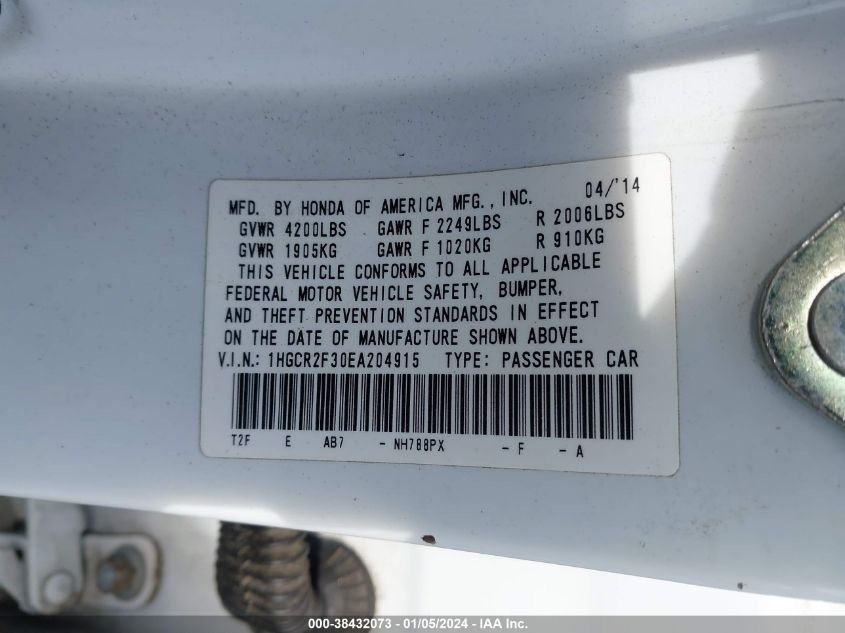 MFD. BY HONDA OF AMERICA MFG., INC. 04/'14
GVWR 4200LBS GAWR F 2249LBS R 2006LBS
GVWR 1905KG GAWR F 1020KG R 910KG
THIS VEHICLE CONFORMS TO ALL APPLICABLE
FEDERAL MOTOR VEHICLE SAFETY, BUMPER,
AND THEFT PREVENTION STANDARDS IN EFFECT
ON THE DATE OF MANUFACTURE SHOWN ABOVE.
V.I.N.: 1HGCR2F30EA204915 TYPE: PASSENGER CAR
T2F E AB7 - NH788PX - F - A
000-38432073 - 01/05/2024 - IAA Inc.